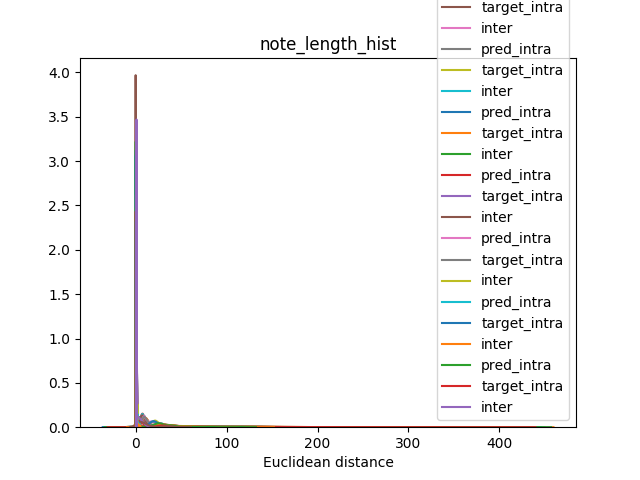 note_length_hist
4.0
3.5
3.0
2.5
2.0
1.5
1.0
0.5
0.0
0
100
200
300
400
Euclidean distance
target_intra
inter
pred_intra
target_intra
inter
pred_intra
target_intra
inter
pred_intra
target_intra
inter
pred_intra
target_intra
inter
pred_intra
target_intra
inter
pred_intra
target_intra
inter